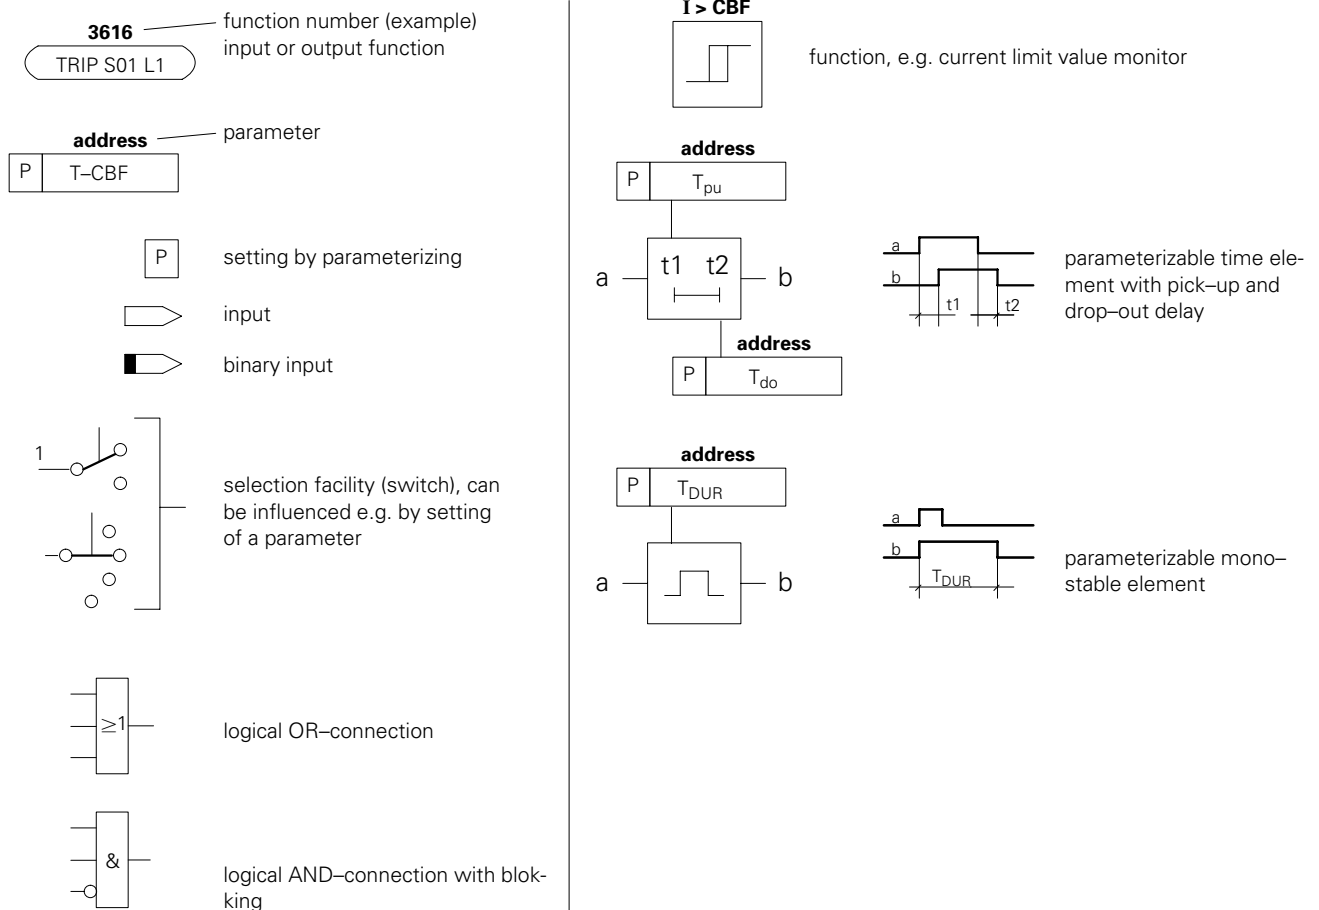 3616
function number (example)
input or output function
TRIP S01 L1
address
parameter
P T–CBF
P
setting by parameterizing
input
binary input
1
selection facility (switch), can
be influenced e.g. by setting
of a parameter
≥1
logical OR–connection
&
logical AND–connection with blok-
king
I > CBF
function, e.g. current limit value monitor
address
P Tpu
a t1 t2 b
a
b
t1 t2
parameterizable time ele-
ment with pick–up and
drop–out delay
address
P Tdo
address
P TDUR
a b
a
b
TDUR
parameterizable mono–
stable element